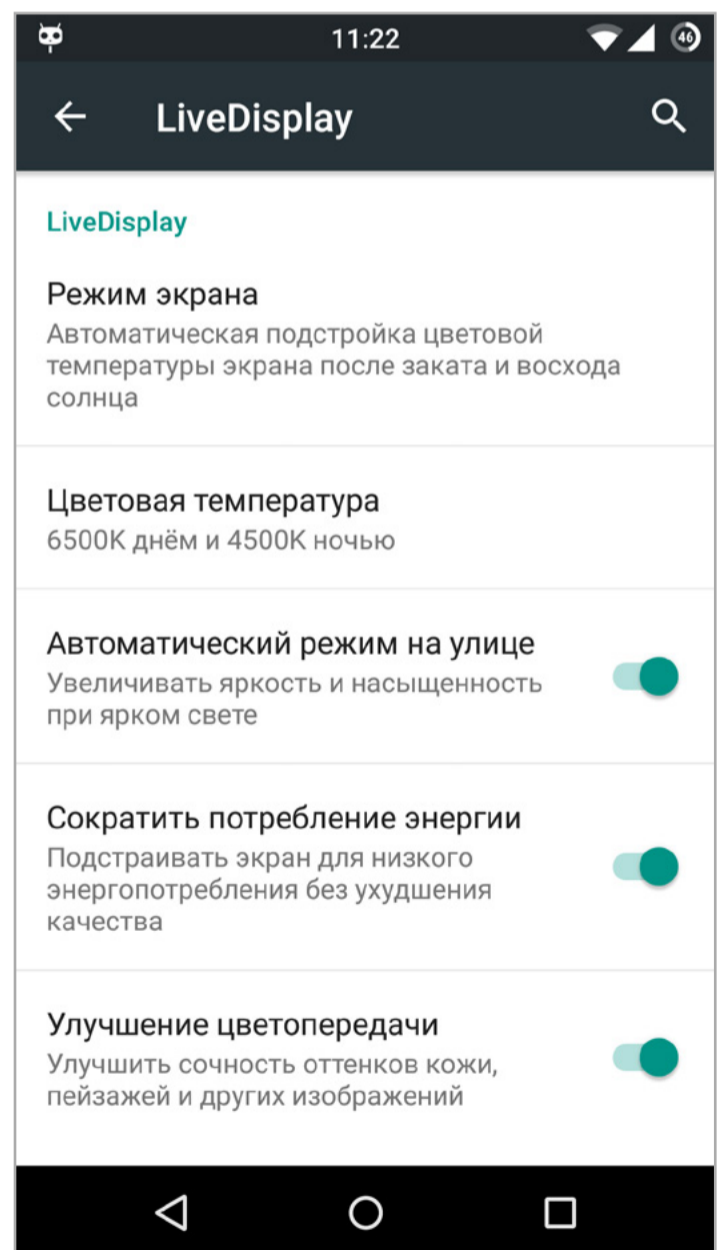 11:22
46
LiveDisplay
LiveDisplay
Режим экрана
Автоматическая подстройка цветовой
температуры экрана после заката и восхода
солнца
Цветовая температура
6500K днём и 4500K ночью
Автоматический режим на улице
Увеличивать яркость и насыщенность
при ярком свете
Сократить потребление энергии
Подстраивать экран для низкого
энергопотребления без ухудшения
качества
Улучшение цветопередачи
Улучшить сочность оттенков кожи,
пейзажей и других изображений